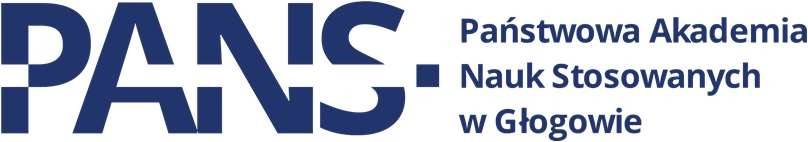 PANS
Państwowa Akademia
Nauk Stosowanych
w Głogowie